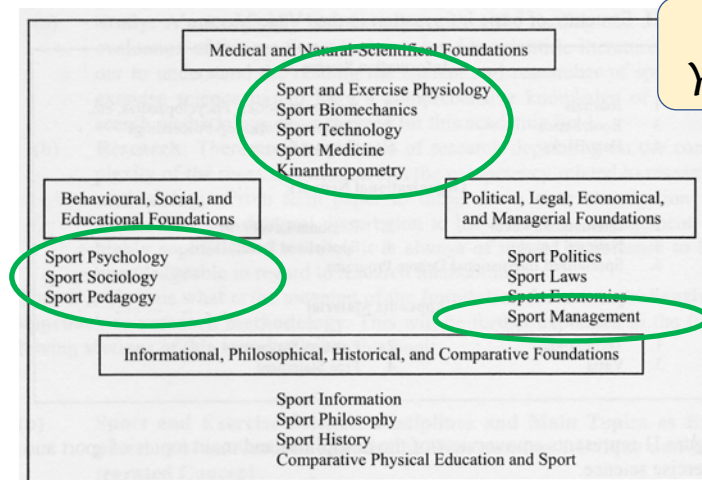 Medical and Natural-Scientifical Foundations
Sport and Exercise Physiology
Sport Biomechanics
Sport Technology
Sport Medicine
Kinanthropometry
Behavioural, Social, and
Educational Foundations
Sport Psychology
Sport Sociology
Sport Pedagogy
Political, Legal, Economical,
and Managerial Foundations
Sport Politics
Sport Laws
Sport Economics
Sport Management
Informational, Philosophical, Historical, and Comparative Foundations
Sport Information
Sport Philosophy
Sport History
Comparative Physical Education and Sport